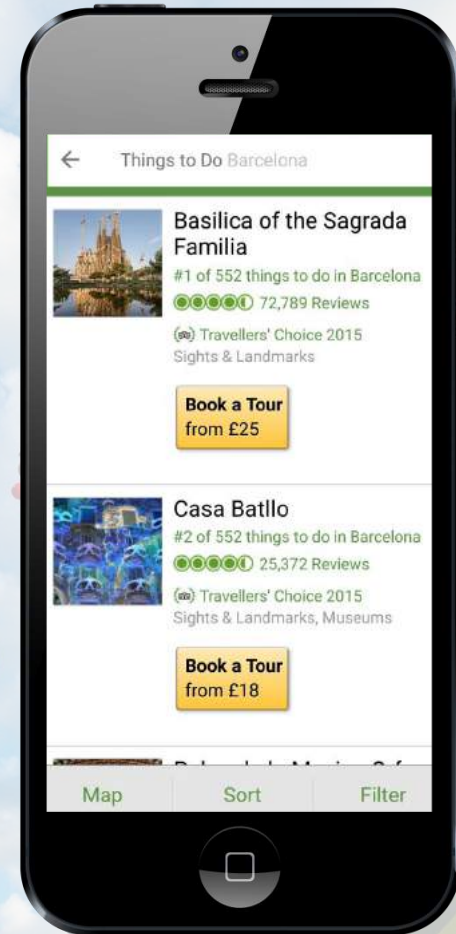 Things to Do Barcelona
Basilica of the Sagrada
Familia
#1 of 552 things to do in Barcelona
72,789 Reviews
Travellers' Choice 2015
Sights & Landmarks
Book a Tour
from £25
Casa Batllo
#2 of 552 things to do in Barcelona
25,372 Reviews
Travellers' Choice 2015
Sights & Landmarks, Museums
Book a Tour
from £18
Map Sort Filter